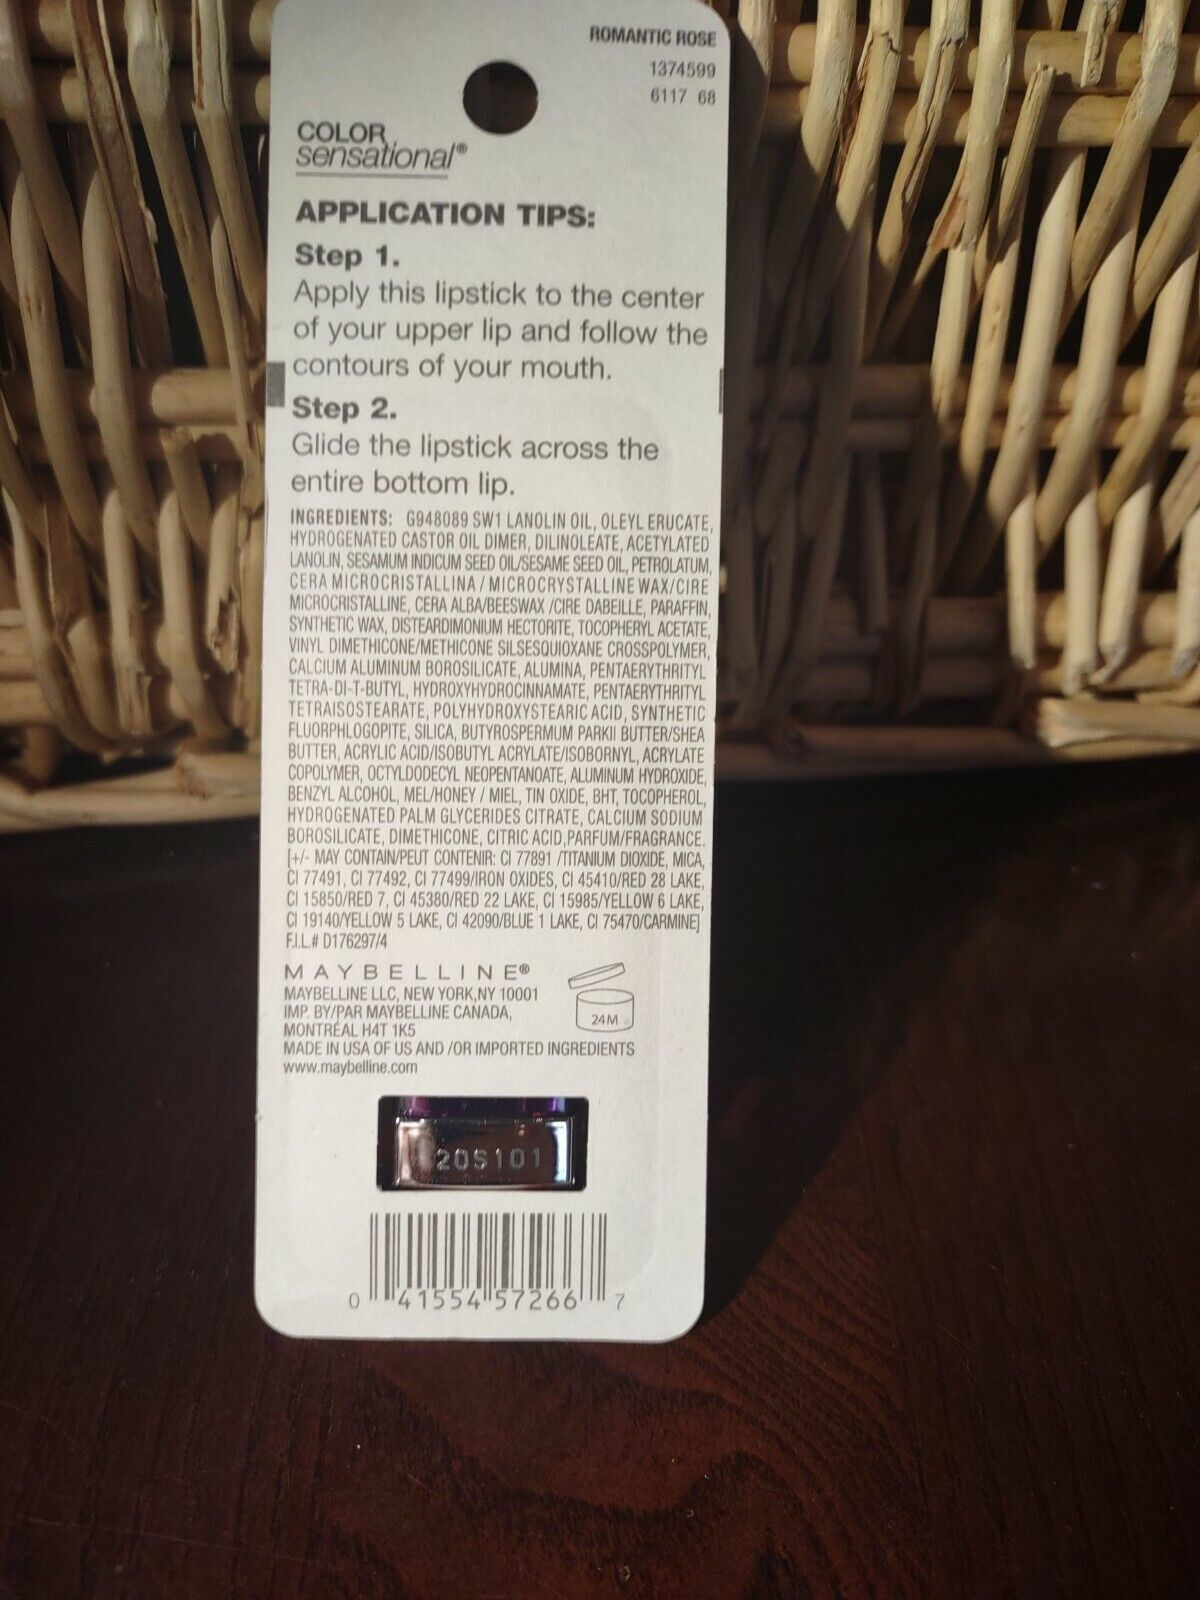 ROMANTIC ROSE
1374599
6117 68
COLOR
sensational®
APPLICATION TIPS:
Step 1.
Apply this lipstick to the center
of your upper lip and follow the
contours of your mouth.
Step 2.
Glide the lipstick across the
entire bottom lip.
INGREDIENTS: G948089 SW1 LANOLIN OIL, OLEYL ERUCATE,
HYDROGENATED CASTOR OIL DIMER, DILINOLEATE, ACETYLATED
LANOLIN, SESAMUM INDICUM SEED OIL/SESAME SEED OIL, PETROLATUM,
CERA MICROCRISTALLINA / MICROCRYSTALLINE WAX/CIRE
MICROCRISTALLINE, CERA ALBA/BEESWAX /CIRE DABEILLE, PARAFFIN,
SYNTHETIC WAX, DISTEARDIMONIUM HECTORITE, TOCOPHERYL ACETATE,
VINYL DIMETHICONE/METHICONE SILSESQUIOXANE CROSSPOLYMER,
CALCIUM ALUMINUM BOROSILICATE, ALUMINA, PENTAERYTHRITYL
TETRA-DI-T-BUTYL, HYDROXYHYDROCINNAMATE, PENTAERYTHRITYL
TETRAISOSTEARATE, POLYHYDROXYSTEARIC ACID, SYNTHETIC
FLUORPHLOGOPITE, SILICA, BUTYROSPERMUM PARKII BUTTER/SHEA
BUTTER, ACRYLIC ACID/ISOBUTYL ACRYLATE/ISOBORNYL, ACRYLATE
COPOLYMER, OCTYLDODECYL NEOPENTANOATE, ALUMINUM HYDROXIDE,
BENZYL ALCOHOL, MEL/HONEY / MIEL, TIN OXIDE, BHT, TOCOPHEROL,
HYDROGENATED PALM GLYCERIDES CITRATE, CALCIUM SODIUM
BOROSILICATE, DIMETHICONE, CITRIC ACID,PARFUM/FRAGRANCE.
[+/- MAY CONTAIN/PEUT CONTENIR: CI 77891 /TITANIUM DIOXIDE, MICA,
CI 77491, CI 77492, CI 77499/IRON OXIDES, CI 45410/RED 28 LAKE,
CI 15850/RED 7, CI 45380/RED 22 LAKE, CI 15985/YELLOW 6 LAKE,
CI 19140/YELLOW 5 LAKE, CI 42090/BLUE 1 LAKE, CI 75470/CARMINE]
F.I.L.# D176297/4
MAYBELLINE®
MAYBELLINE LLC, NEW YORK,NY 10001
IMP. BY/PAR MAYBELLINE CANADA,
MONTRÉAL H4T 1K5
24M
MADE IN USA OF US AND /OR IMPORTED INGREDIENTS
www.maybelline.com
20S101
0 41554 57266 7